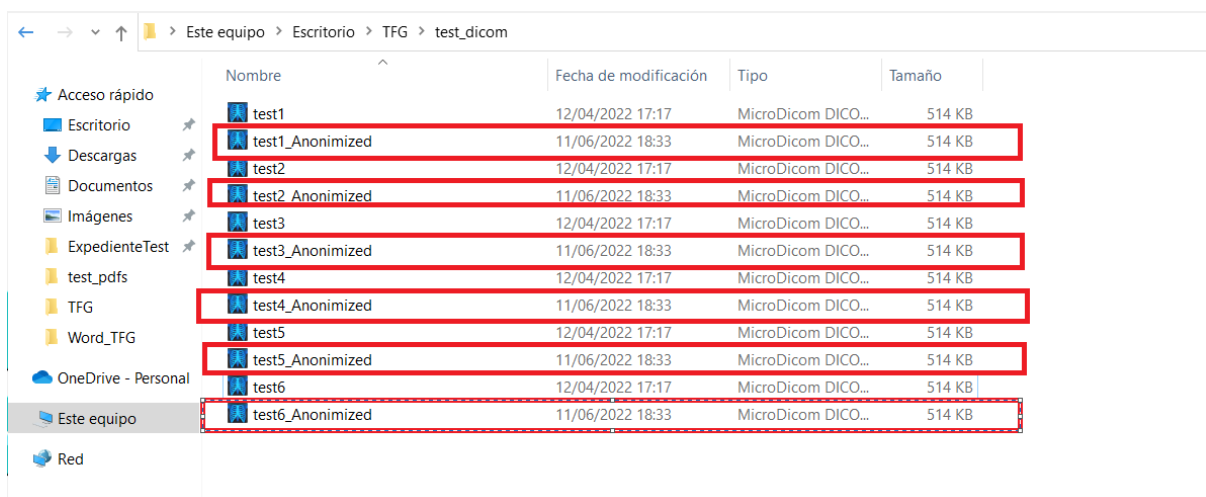 Este equipo > Escritorio > TFG > test_dicom
Nombre Fecha de modificación Tipo Tamaño
Acceso rápido
Escritorio
Descargas
Documentos
Imágenes
ExpedienteTest
test_pdfs
TFG
Word_TFG
OneDrive - Personal
Este equipo
Red
test1 12/04/2022 17:17 MicroDicom DICO... 514 KB
test1_Anonimized 11/06/2022 18:33 MicroDicom DICO... 514 KB
test2 12/04/2022 17:17 MicroDicom DICO... 514 KB
test2_Anonimized 11/06/2022 18:33 MicroDicom DICO... 514 KB
test3 12/04/2022 17:17 MicroDicom DICO... 514 KB
test3_Anonimized 11/06/2022 18:33 MicroDicom DICO... 514 KB
test4 12/04/2022 17:17 MicroDicom DICO... 514 KB
test4_Anonimized 11/06/2022 18:33 MicroDicom DICO... 514 KB
test5 12/04/2022 17:17 MicroDicom DICO... 514 KB
test5_Anonimized 11/06/2022 18:33 MicroDicom DICO... 514 KB
test6 12/04/2022 17:17 MicroDicom DICO... 514 KB
test6_Anonimized 11/06/2022 18:33 MicroDicom DICO... 514 KB